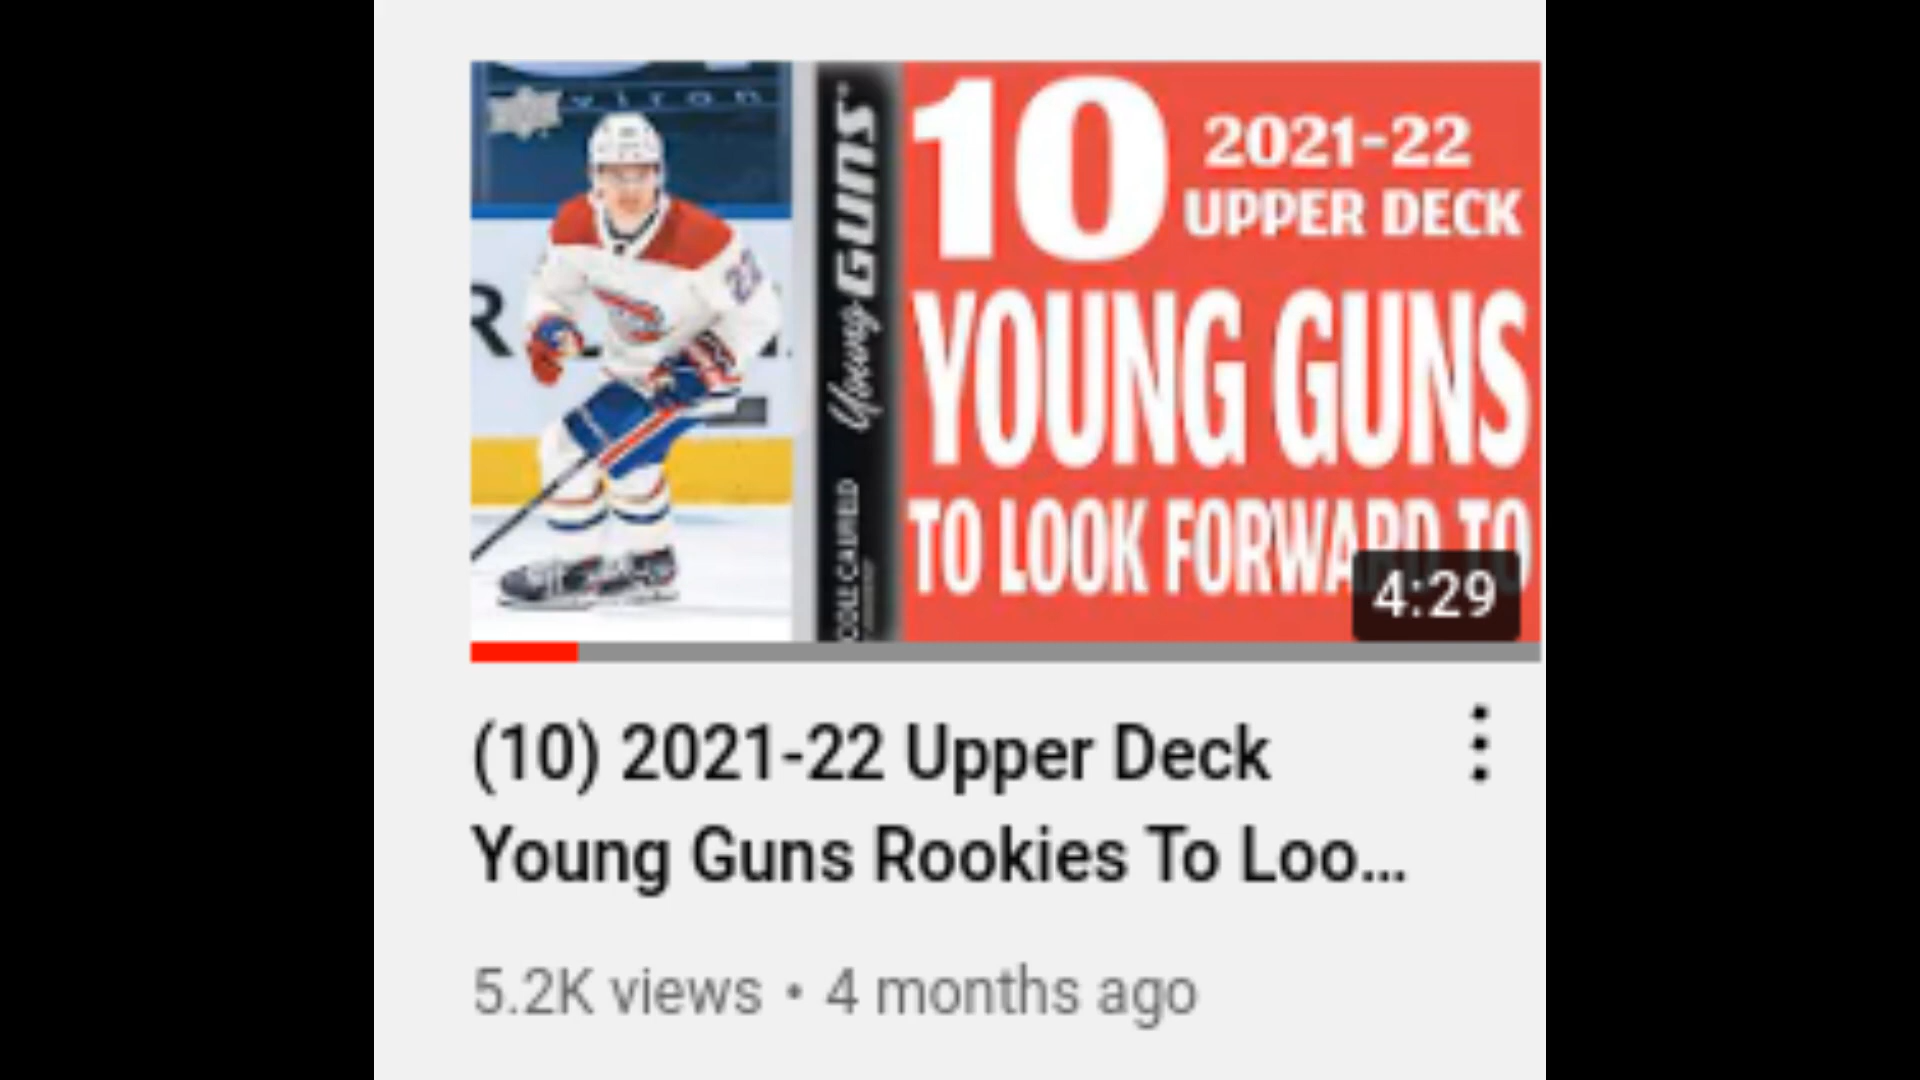 10
2021-22
UPPER DECK
YOUNG GUNS
TO LOOK FORWARD TO
4:29
Young GUNS
COLE CAUFIELD
22
(10) 2021-22 Upper Deck
Young Guns Rookies To Loo...
5.2K views • 4 months ago